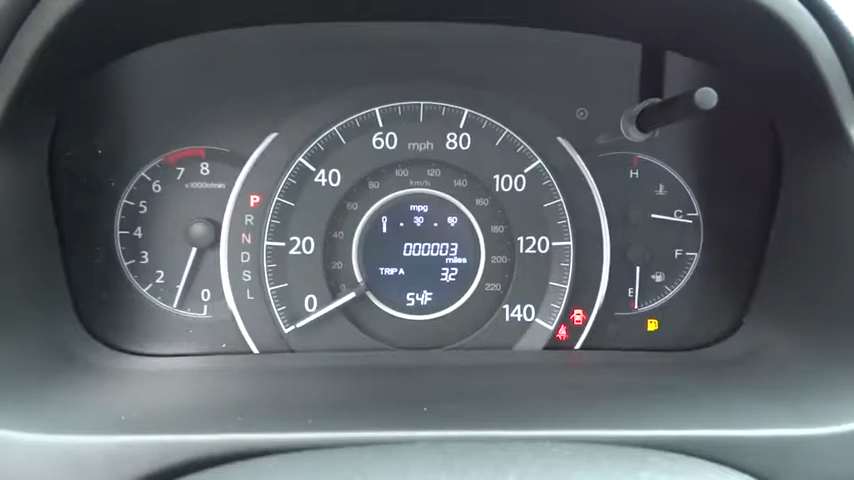 8
7
6
5
4
3
2
1
0
x1000r/min
P
R
N
D
S
L
0
20
40
60
80
100
120
140
mph
20
40
60
80
100
120
140
160
180
200
220
km/h
mpg
0 30 60
000003
miles
TRIP A 3.2
54°F
H
C
F
E